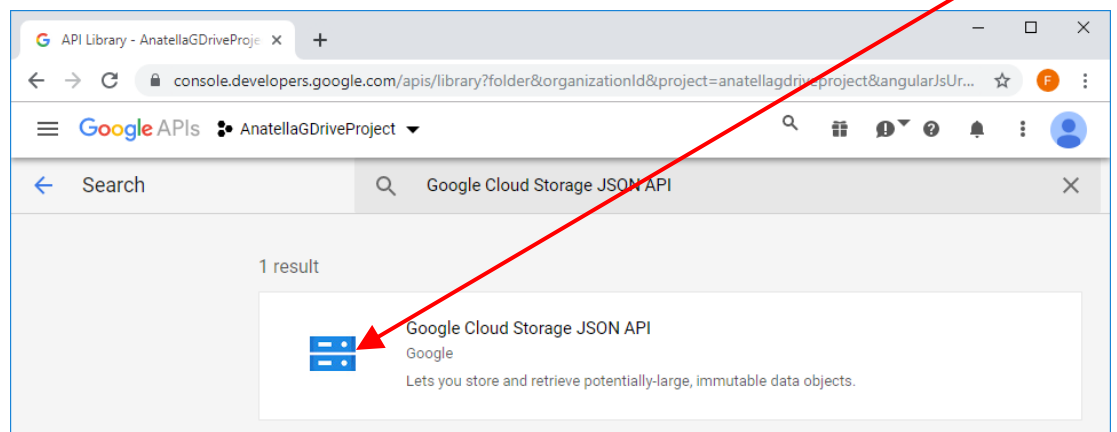 API Library - AnatellaGDriveProje
console.developers.google.com/apis/library?folder&organizationId&project=anatellagdriveproject&angularJsUr...
F
Google APIs AnatellaGDriveProject
Search
Google Cloud Storage JSON API
1 result
Google Cloud Storage JSON API
Google
Lets you store and retrieve potentially-large, immutable data objects.